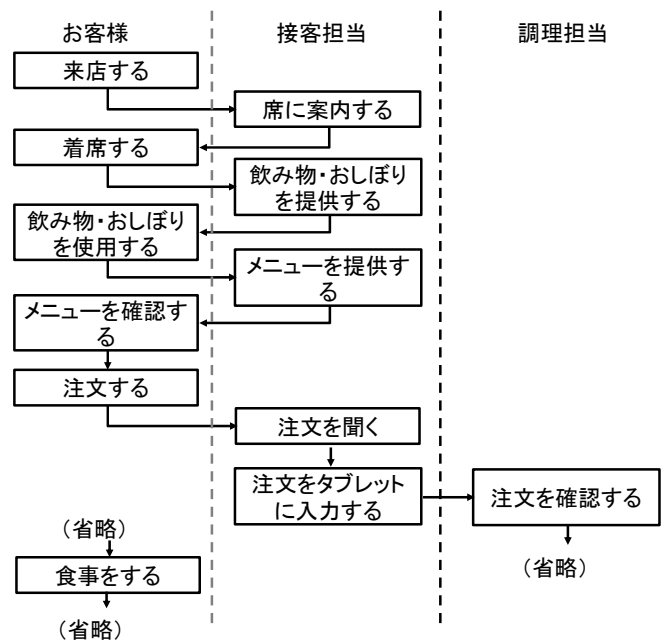 お客様
接客担当
調理担当
来店する
席に案内する
着席する
飲み物・おしぼり
を提供する
飲み物・おしぼり
を使用する
メニューを提供す
る
メニューを確認す
る
注文する
注文を聞く
注文をタブレット
に入力する
注文を確認する
（省略）
（省略）
食事をする
（省略）